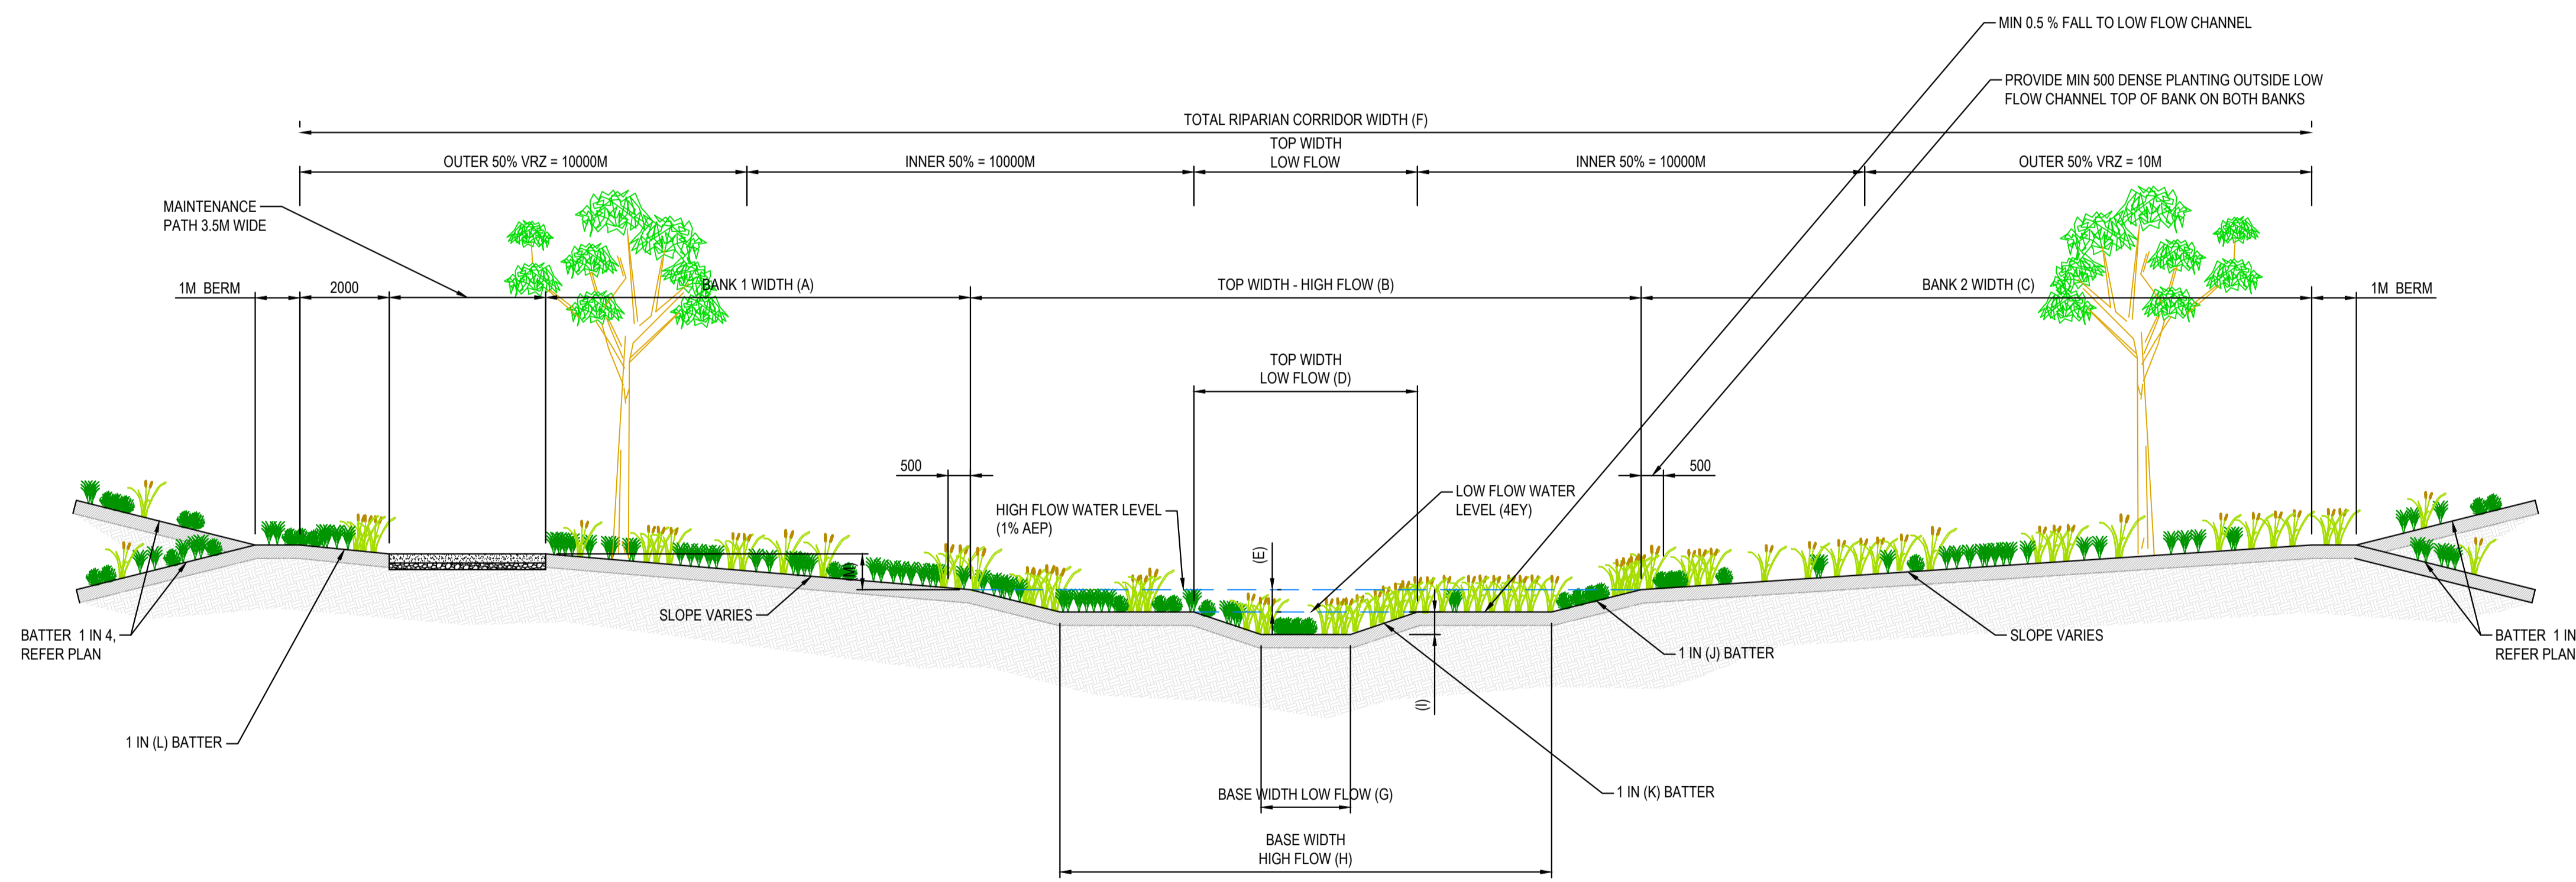 MIN 0.5 % FALL TO LOW FLOW CHANNEL
PROVIDE MIN 500 DENSE PLANTING OUTSIDE LOW
FLOW CHANNEL TOP OF BANK ON BOTH BANKS
TOTAL RIPARIAN CORRIDOR WIDTH (F)
OUTER 50% VRZ = 10000M
INNER 50% = 10000M
TOP WIDTH
LOW FLOW
INNER 50% = 10000M
OUTER 50% VRZ = 10M
MAINTENANCE
PATH 3.5M WIDE
1M BERM
2000
BANK 1 WIDTH (A)
TOP WIDTH - HIGH FLOW (B)
BANK 2 WIDTH (C)
1M BERM
TOP WIDTH
LOW FLOW (D)
500
500
HIGH FLOW WATER LEVEL
(1% AEP)
LOW FLOW WATER
LEVEL (4EY)
(E)
(M)
SLOPE VARIES
BATTER 1 IN 4,
REFER PLAN
1 IN (J) BATTER
SLOPE VARIES
BATTER 1 IN
REFER PLAN
(I)
1 IN (L) BATTER
BASE WIDTH LOW FLOW (G)
1 IN (K) BATTER
BASE WIDTH
HIGH FLOW (H)